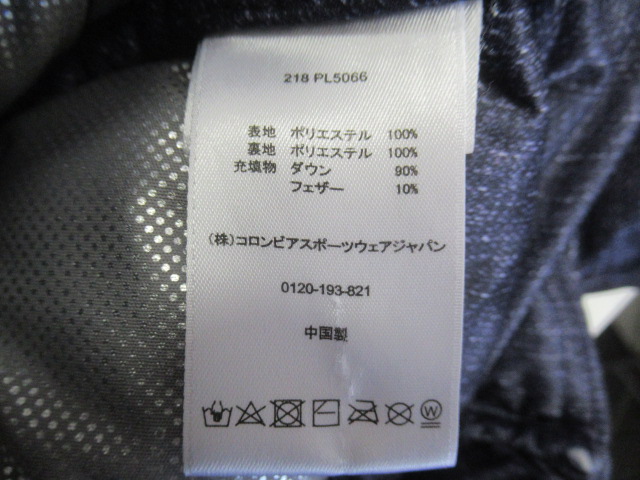 218 PL5066
表地 ポリエステル 100%
裏地 ポリエステル 100%
充填物 ダウン 90%
フェザー 10%
(株)コロンビアスポーツウェアジャパン
0120-193-821
中国製
W